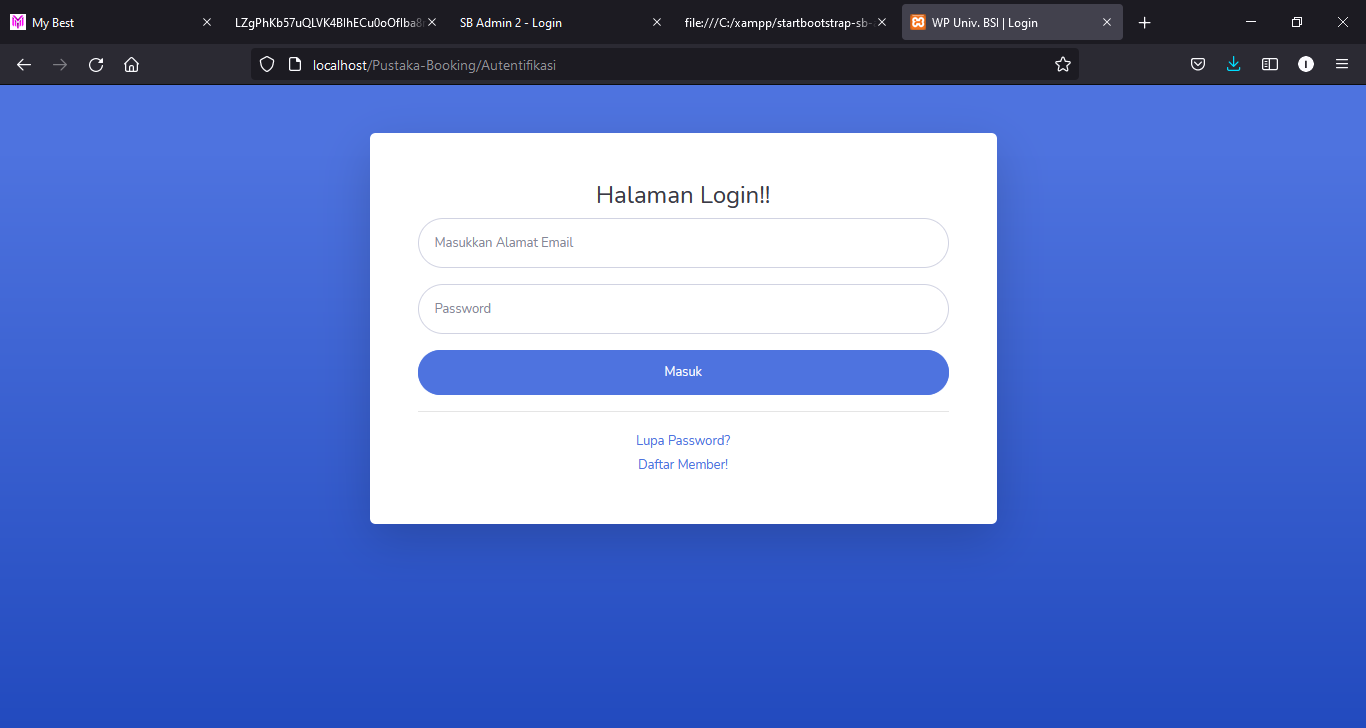 My Best
SB Admin 2 - Login
file:///C:/xampp/startbootstrap-sb-
WP Univ. BSI | Login
localhost/Pustaka-Booking/Autentifikasi
Halaman Login!!
Masukkan Alamat Email
Password
Masuk
Lupa Password?
Daftar Member!